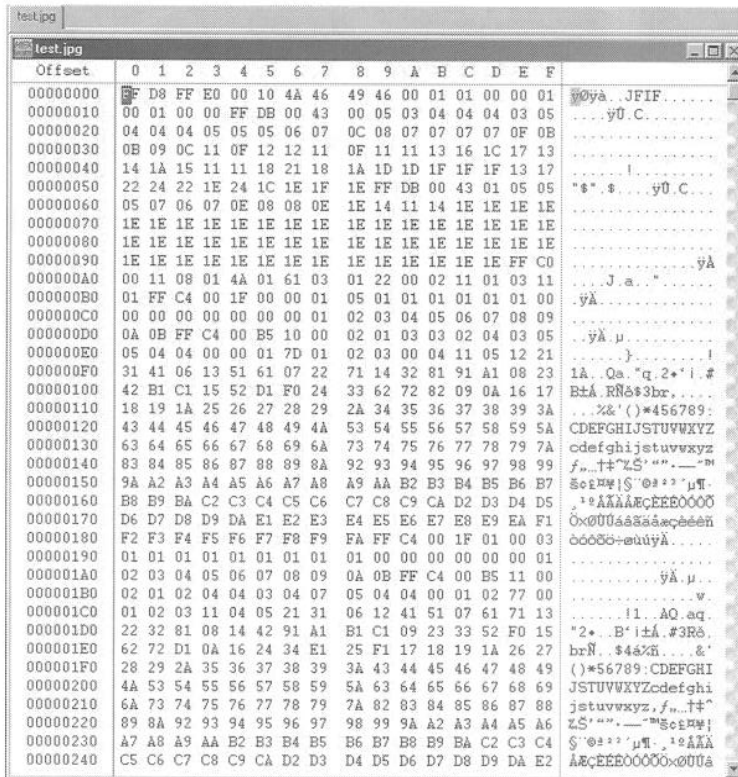 test.jpg
test.jpg
Offset 0 1 2 3 4 5 6 7 8 9 A B C D E F
00000000 FF D8 FF E0 00 10 4A 46 49 46 00 01 01 00 00 01 ÿØÿà..JFIF......
00000010 00 01 00 00 FF DB 00 43 00 05 03 04 04 04 03 05 ....ÿÛ.C........
00000020 04 04 04 05 05 05 06 07 0C 08 07 07 07 07 0F 0B ................
00000030 0B 09 0C 11 0F 12 12 11 0F 11 11 13 16 1C 17 13 ................
00000040 14 1A 15 11 11 18 21 18 1A 1D 1D 1F 1F 1F 13 17 ......!.........
00000050 22 24 22 1E 24 1C 1E 1F 1E FF DB 00 43 01 05 05 "$".$....ÿÛ.C...
00000060 05 07 06 07 0E 08 08 0E 1E 14 11 14 1E 1E 1E 1E ................
00000070 1E 1E 1E 1E 1E 1E 1E 1E 1E 1E 1E 1E 1E 1E 1E 1E ................
00000080 1E 1E 1E 1E 1E 1E 1E 1E 1E 1E 1E 1E 1E 1E 1E 1E ................
00000090 1E 1E 1E 1E 1E 1E 1E 1E 1E 1E 1E 1E 1E 1E FF C0 ..............ÿÀ
000000A0 00 11 08 01 4A 01 61 03 01 22 00 02 11 01 03 11 ....J.a.."......
000000B0 01 FF C4 00 1F 00 00 01 05 01 01 01 01 01 01 00 .ÿÄ.............
000000C0 00 00 00 00 00 00 00 01 02 03 04 05 06 07 08 09 ................
000000D0 0A 0B FF C4 00 B5 10 00 02 01 03 03 02 04 03 05 ..ÿÄ.µ..........
000000E0 05 04 04 00 00 01 7D 01 02 03 00 04 11 05 12 21 ......}........!
000000F0 31 41 06 13 51 61 07 22 71 14 32 81 91 A1 08 23 1A..Qa."q.2•‘¡.#
00000100 42 B1 C1 15 52 D1 F0 24 33 62 72 82 09 0A 16 17 B±Á.RÑð$3br‚....
00000110 18 19 1A 25 26 27 28 29 2A 34 35 36 37 38 39 3A ...%&'()*456789:
00000120 43 44 45 46 47 48 49 4A 53 54 55 56 57 58 59 5A CDEFGHIJSTUVWXYZ
00000130 63 64 65 66 67 68 69 6A 73 74 75 76 77 78 79 7A cdefghijstuvwxyz
00000140 83 84 85 86 87 88 89 8A 92 93 94 95 96 97 98 99 ƒ„…†‡ˆ‰Š’“”•–—˜™
00000150 9A A2 A3 A4 A5 A6 A7 A8 A9 AA B2 B3 B4 B5 B6 B7 š¢£¤¥¦§¨©ª²³´µ¶·
00000160 B8 B9 BA C2 C3 C4 C5 C6 C7 C8 C9 CA D2 D3 D4 D5 ¸¹ºÂÃÄÅÆÇÈÉÊÒÓÔÕ
00000170 D6 D7 D8 D9 DA E1 E2 E3 E4 E5 E6 E7 E8 E9 EA F1 Ö×ØÙÚáâãäåæçèéêñ
00000180 F2 F3 F4 F5 F6 F7 F8 F9 FA FF C4 00 1F 01 00 03 òóôõö÷øùúÿÄ.....
00000190 01 01 01 01 01 01 01 01 01 00 00 00 00 00 00 01 ................
000001A0 02 03 04 05 06 07 08 09 0A 0B FF C4 00 B5 11 00 ..........ÿÄ.µ..
000001B0 02 01 02 04 04 03 04 07 05 04 04 00 01 02 77 00 ..............w.
000001C0 01 02 03 11 04 05 21 31 06 12 41 51 07 61 71 13 ......!1..AQ.aq.
000001D0 22 32 81 08 14 42 91 A1 B1 C1 09 23 33 52 F0 15 "2•..B‘¡±Á.#3Rð.
000001E0 62 72 D1 0A 16 24 34 E1 25 F1 17 18 19 1A 26 27 brÑ..$4á%ñ....&'
000001F0 28 29 2A 35 36 37 38 39 3A 43 44 45 46 47 48 49 ()*56789:CDEFGHI
00000200 4A 53 54 55 56 57 58 59 5A 63 64 65 66 67 68 69 JSTUVWXYZcdefghi
00000210 6A 73 74 75 76 77 78 79 7A 82 83 84 85 86 87 88 jstuvwxyz‚ƒ„…†‡ˆ
00000220 89 8A 92 93 94 95 96 97 98 99 9A A2 A3 A4 A5 A6 ‰Š’“”•–—˜™š¢£¤¥¦
00000230 A7 A8 A9 AA B2 B3 B4 B5 B6 B7 B8 B9 BA C2 C3 C4 §¨©ª²³´µ¶·¸¹ºÂÃÄ
00000240 C5 C6 C7 C8 C9 CA D2 D3 D4 D5 D6 D7 D8 D9 DA E2 ÅÆÇÈÉÊÒÓÔÕÖ×ØÙÚâ